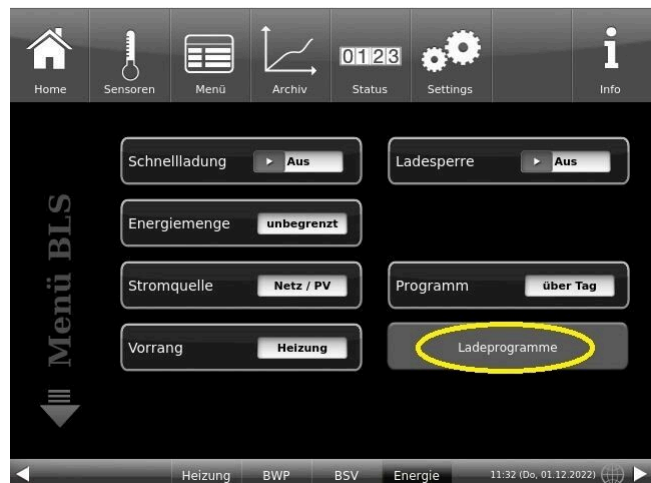 Home Sensoren Menü Archiv 0123 Status Settings i Info
Menü BLS
Schnellladung Aus Ladesperre Aus
Energiemenge unbegrenzt
Stromquelle Netz / PV Programm über Tag
Vorrang Heizung Ladeprogramme
Heizung BWP BSV Energie 11:32 (Do, 01.12.2022)